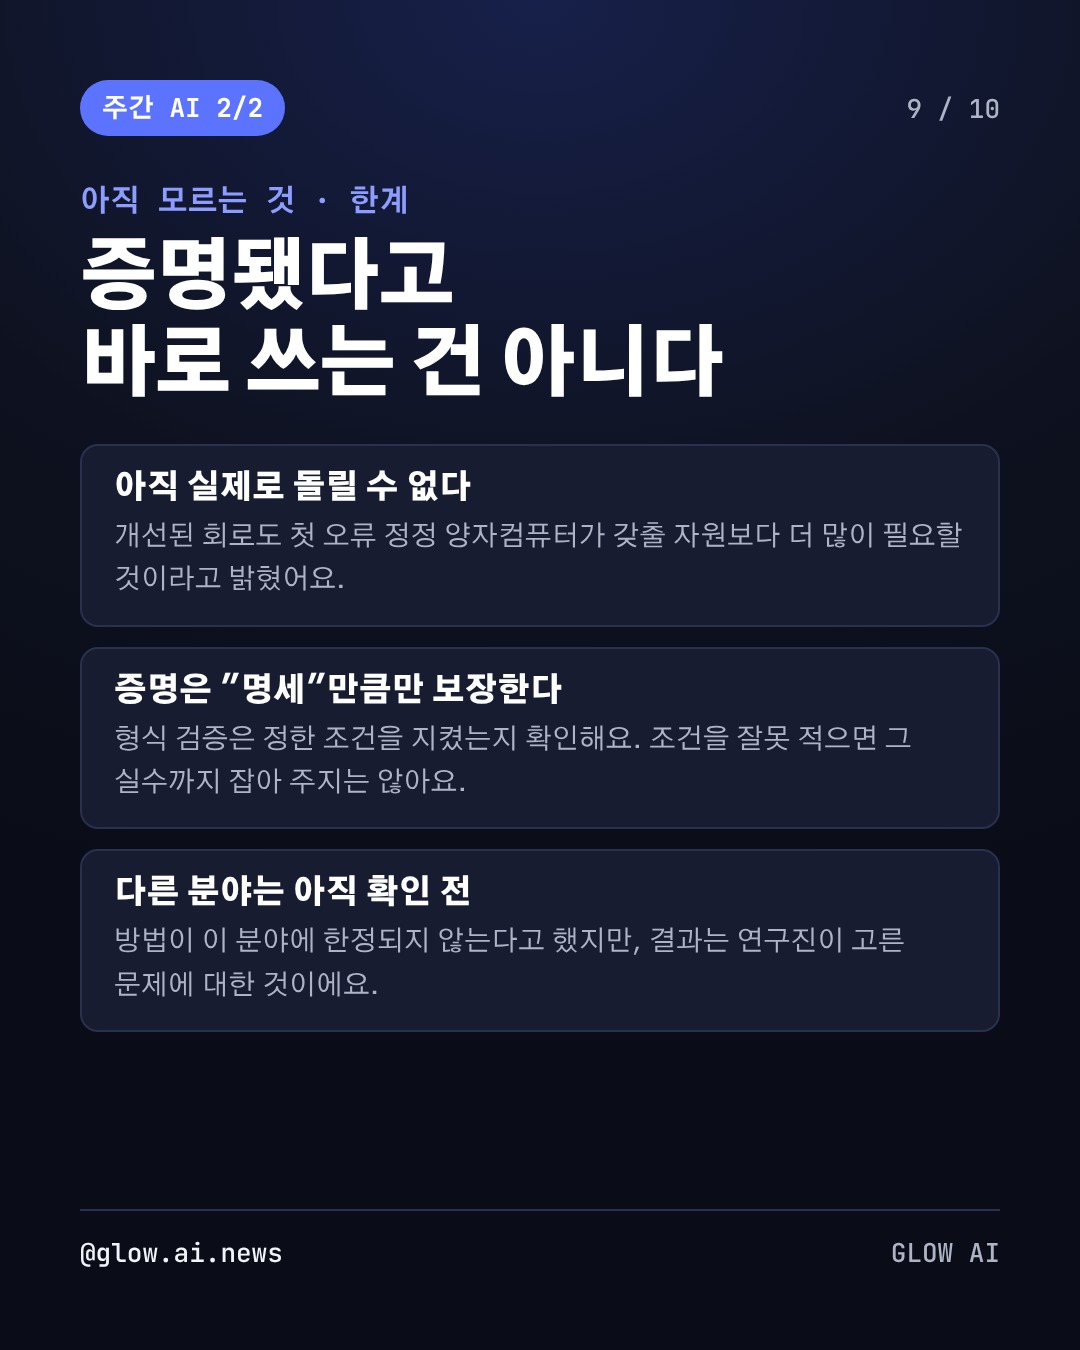 주간 AI 2/2
9 / 10
아직 모르는 것 · 한계
증명됐다고
바로 쓰는 건 아니다
아직 실제로 돌릴 수 없다
개선된 회로도 첫 오류 정정 양자컴퓨터가 갖출 자원보다 더 많이 필요할
것이라고 밝혔어요.
증명은 "명세"만큼만 보장한다
형식 검증은 정한 조건을 지켰는지 확인해요. 조건을 잘못 적으면 그
실수까지 잡아 주지는 않아요.
다른 분야는 아직 확인 전
방법이 이 분야에 한정되지 않는다고 했지만, 결과는 연구진이 고른
문제에 대한 것이에요.
@glow.ai.news
GLOW AI